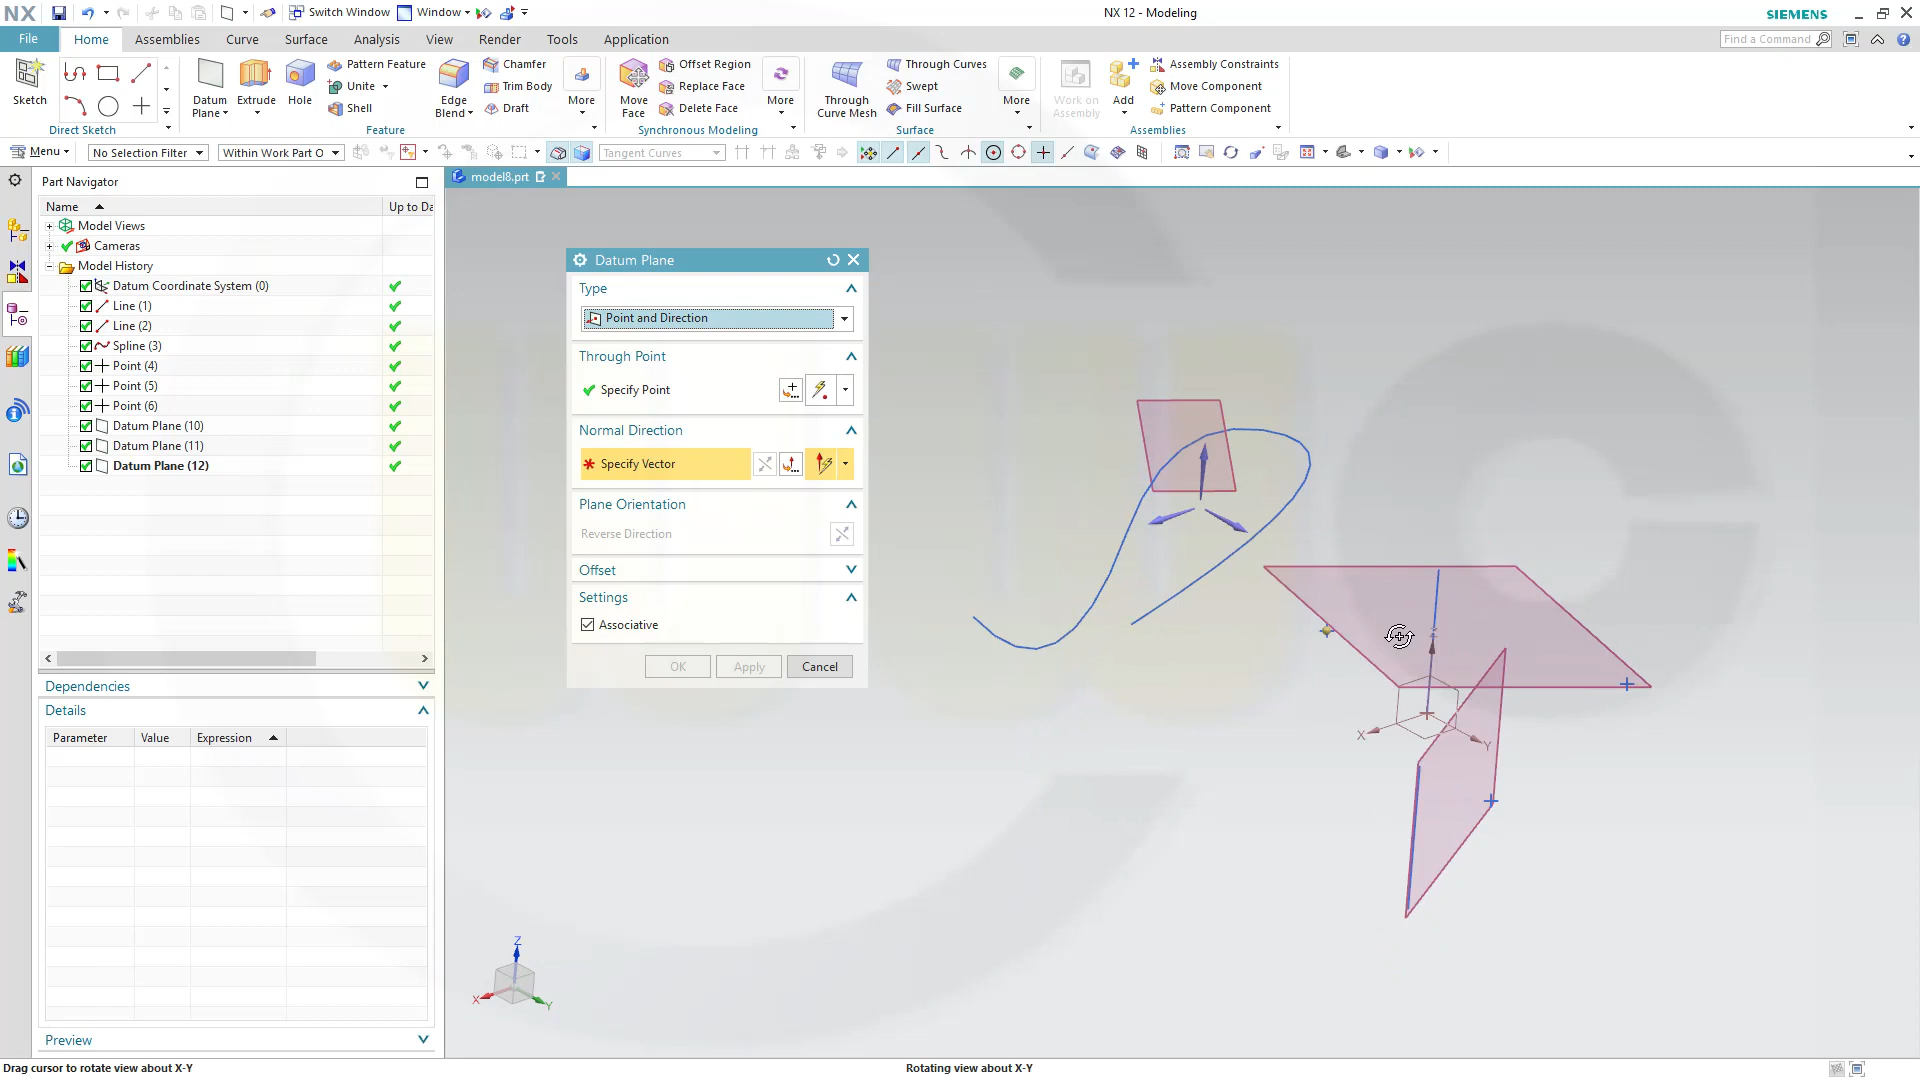 NX
Switch Window
Window
NX 12 - Modeling
SIEMENS
File
Home
Assemblies
Curve
Surface
Analysis
View
Render
Tools
Application
Find a Command
Sketch
Direct Sketch
Datum Plane
Extrude
Hole
Pattern Feature
Unite
Shell
Edge Blend
Chamfer
Trim Body
Draft
More
Feature
Move Face
Offset Region
Replace Face
Delete Face
More
Synchronous Modeling
Through Curve Mesh
Through Curves
Swept
Fill Surface
More
Surface
Work on Assembly
Add
Assembly Constraints
Move Component
Pattern Component
Assemblies
Menu
No Selection Filter
Within Work Part O
Tangent Curves
Part Navigator
model8.prt
Name
Up to Da
Model Views
Cameras
Model History
Datum Coordinate System (0)
Line (1)
Line (2)
Spline (3)
Point (4)
Point (5)
Point (6)
Datum Plane (10)
Datum Plane (11)
Datum Plane (12)
Dependencies
Details
Parameter
Value
Expression
Preview
Datum Plane
Type
Point and Direction
Through Point
Specify Point
Normal Direction
Specify Vector
Plane Orientation
Reverse Direction
Offset
Settings
Associative
OK
Apply
Cancel
X
Y
Z
X
Y
Drag cursor to rotate view about X-Y
Rotating view about X-Y